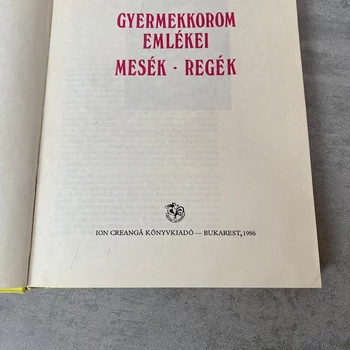 GYERMEKKOROM
EMLÉKEI
MESÉK - REGÉK
ION CREANGĂ KÖNYVKIADÓ — BUKAREST, 1986